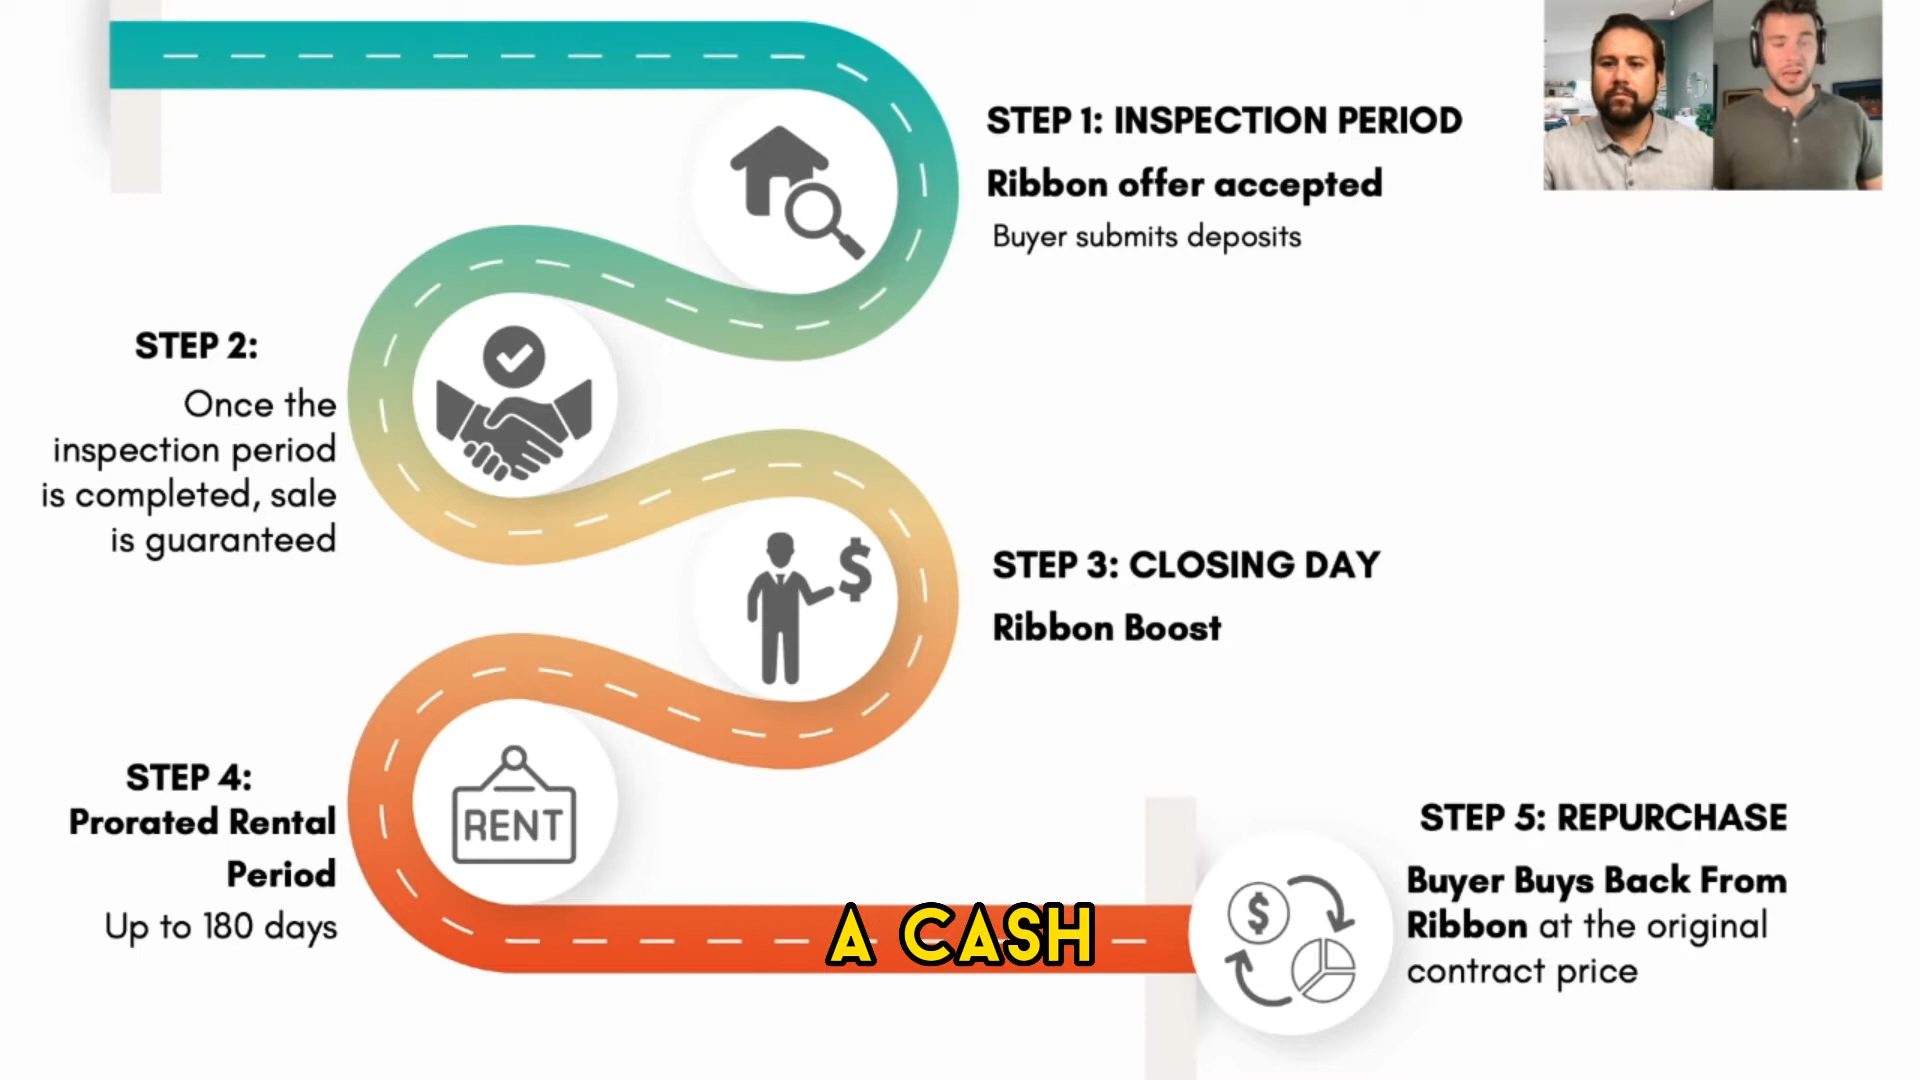 STEP 1: INSPECTION PERIOD
Ribbon offer accepted
Buyer submits deposits
STEP 2:
Once the
inspection period
is completed, sale
is guaranteed
$
STEP 3: CLOSING DAY
Ribbon Boost
STEP 4:
Prorated Rental
Period
Up to 180 days
RENT
A CASH
$
STEP 5: REPURCHASE
Buyer Buys Back From
Ribbon at the original
contract price